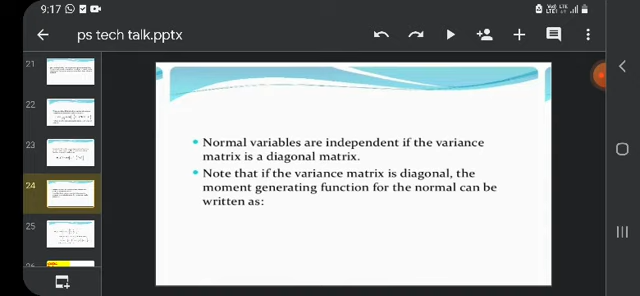 9:17
ps tech talk.pptx
21
22
23
24
25
• Normal variables are independent if the variance
matrix is a diagonal matrix.
• Note that if the variance matrix is diagonal, the
moment generating function for the normal can be
written as: